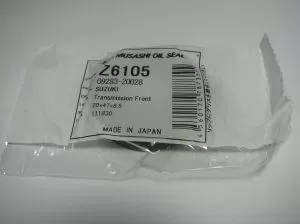 MUSASHI OIL SEAL
Z6105
09283-20028
SUZUKI
Transmission Front
20×47×8.5
111830
MADE IN JAPAN